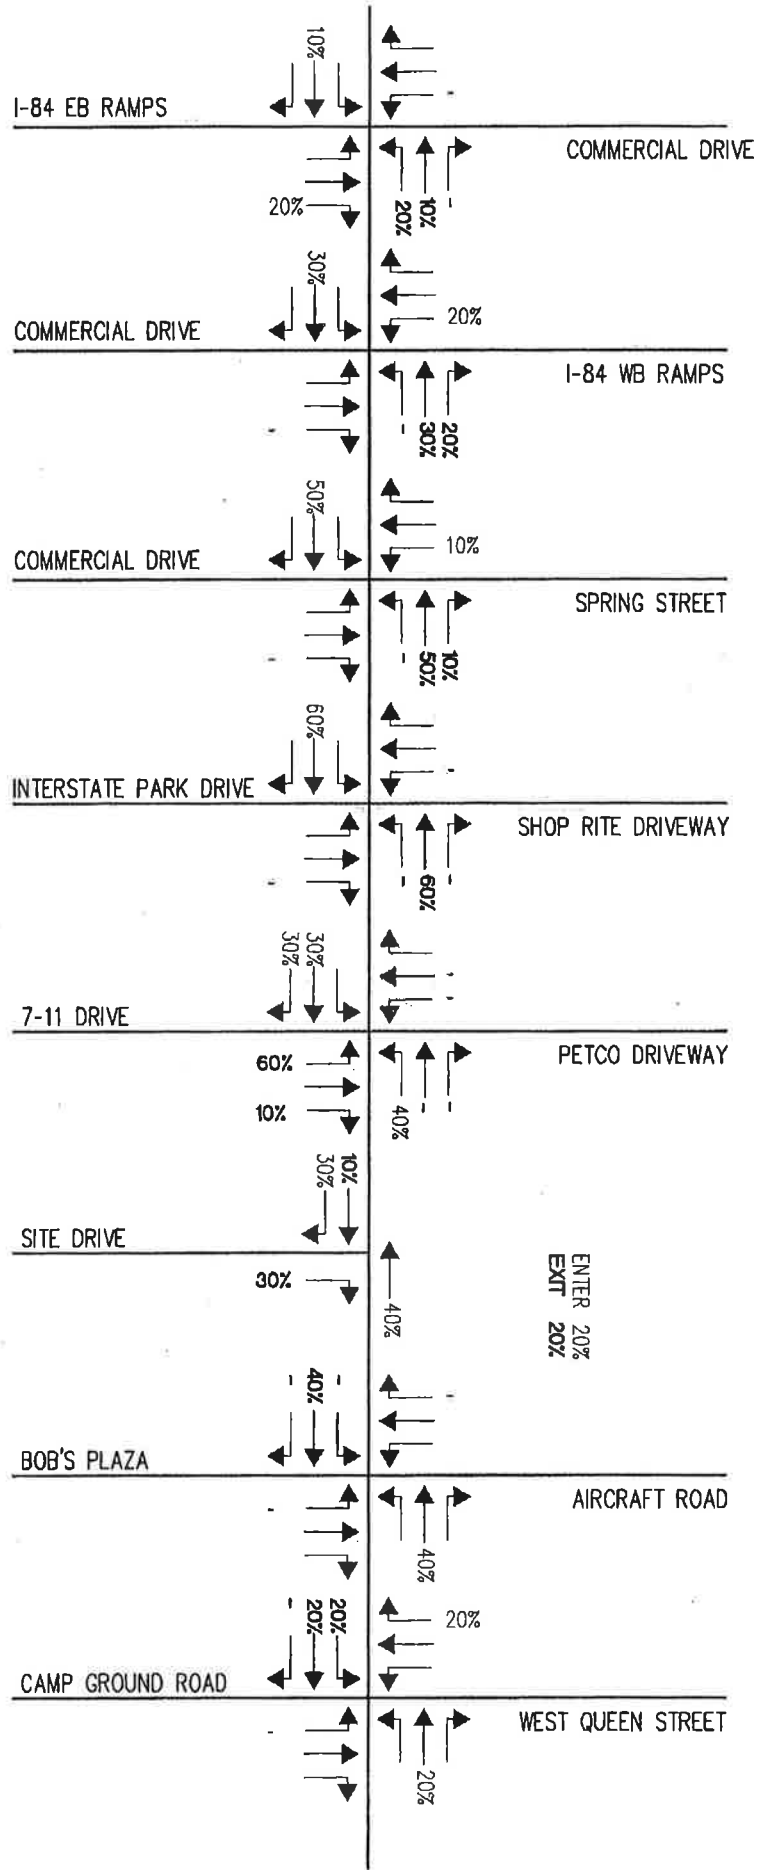 10%
I-84 EB RAMPS
COMMERCIAL DRIVE
20%
20%
10%
-
30%
20%
COMMERCIAL DRIVE
I-84 WB RAMPS
-
-
30%
20%
50%
10%
COMMERCIAL DRIVE
SPRING STREET
-
-
50%
10%
60%
-
INTERSTATE PARK DRIVE
SHOP RITE DRIVEWAY
-
-
60%
-
30%
30%
-
-
7-11 DRIVE
PETCO DRIVEWAY
60%
10%
40%
-
-
30%
10%
SITE DRIVE
30%
40%
ENTER 20%
EXIT 20%
-
40%
-
-
BOB'S PLAZA
AIRCRAFT ROAD
-
40%
-
20%
20%
20%
CAMP GROUND ROAD
WEST QUEEN STREET
-
20%